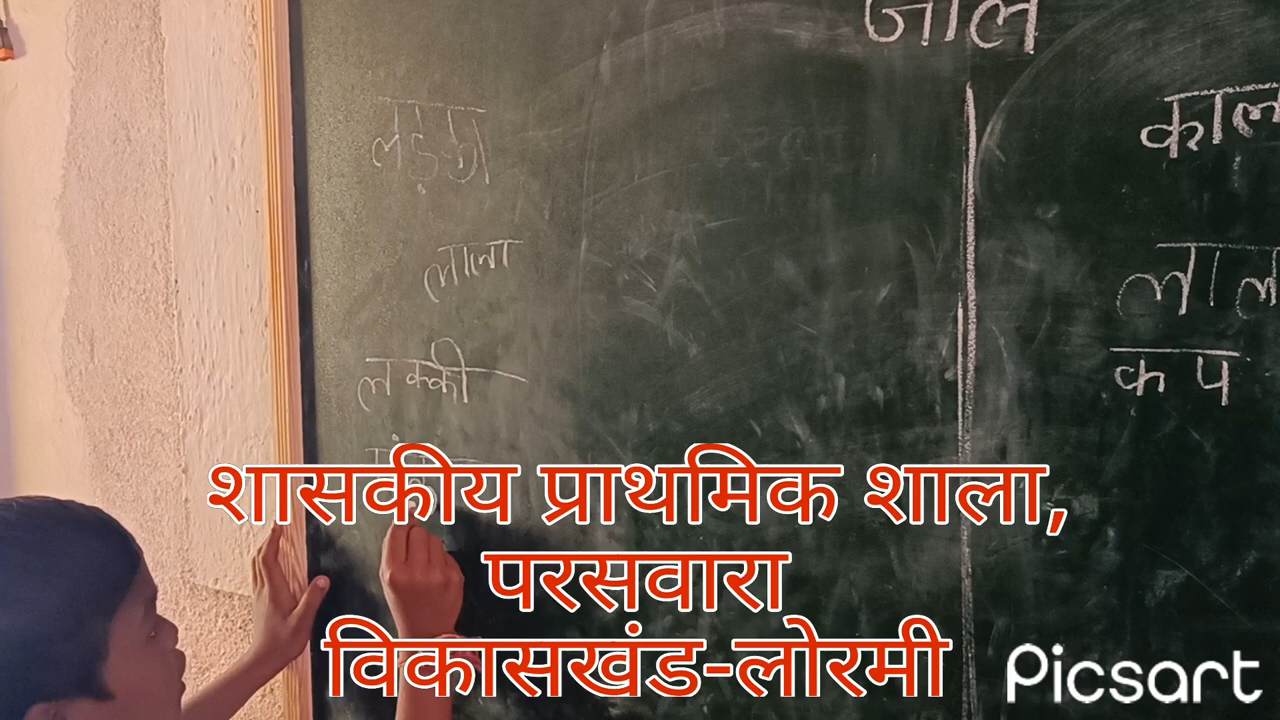 जाल
लड़का
लाला
लक्की
काल
लाल
कप
शासकीय प्राथमिक शाला,
परसवारा
विकासखंड-लोरमी
Picsart